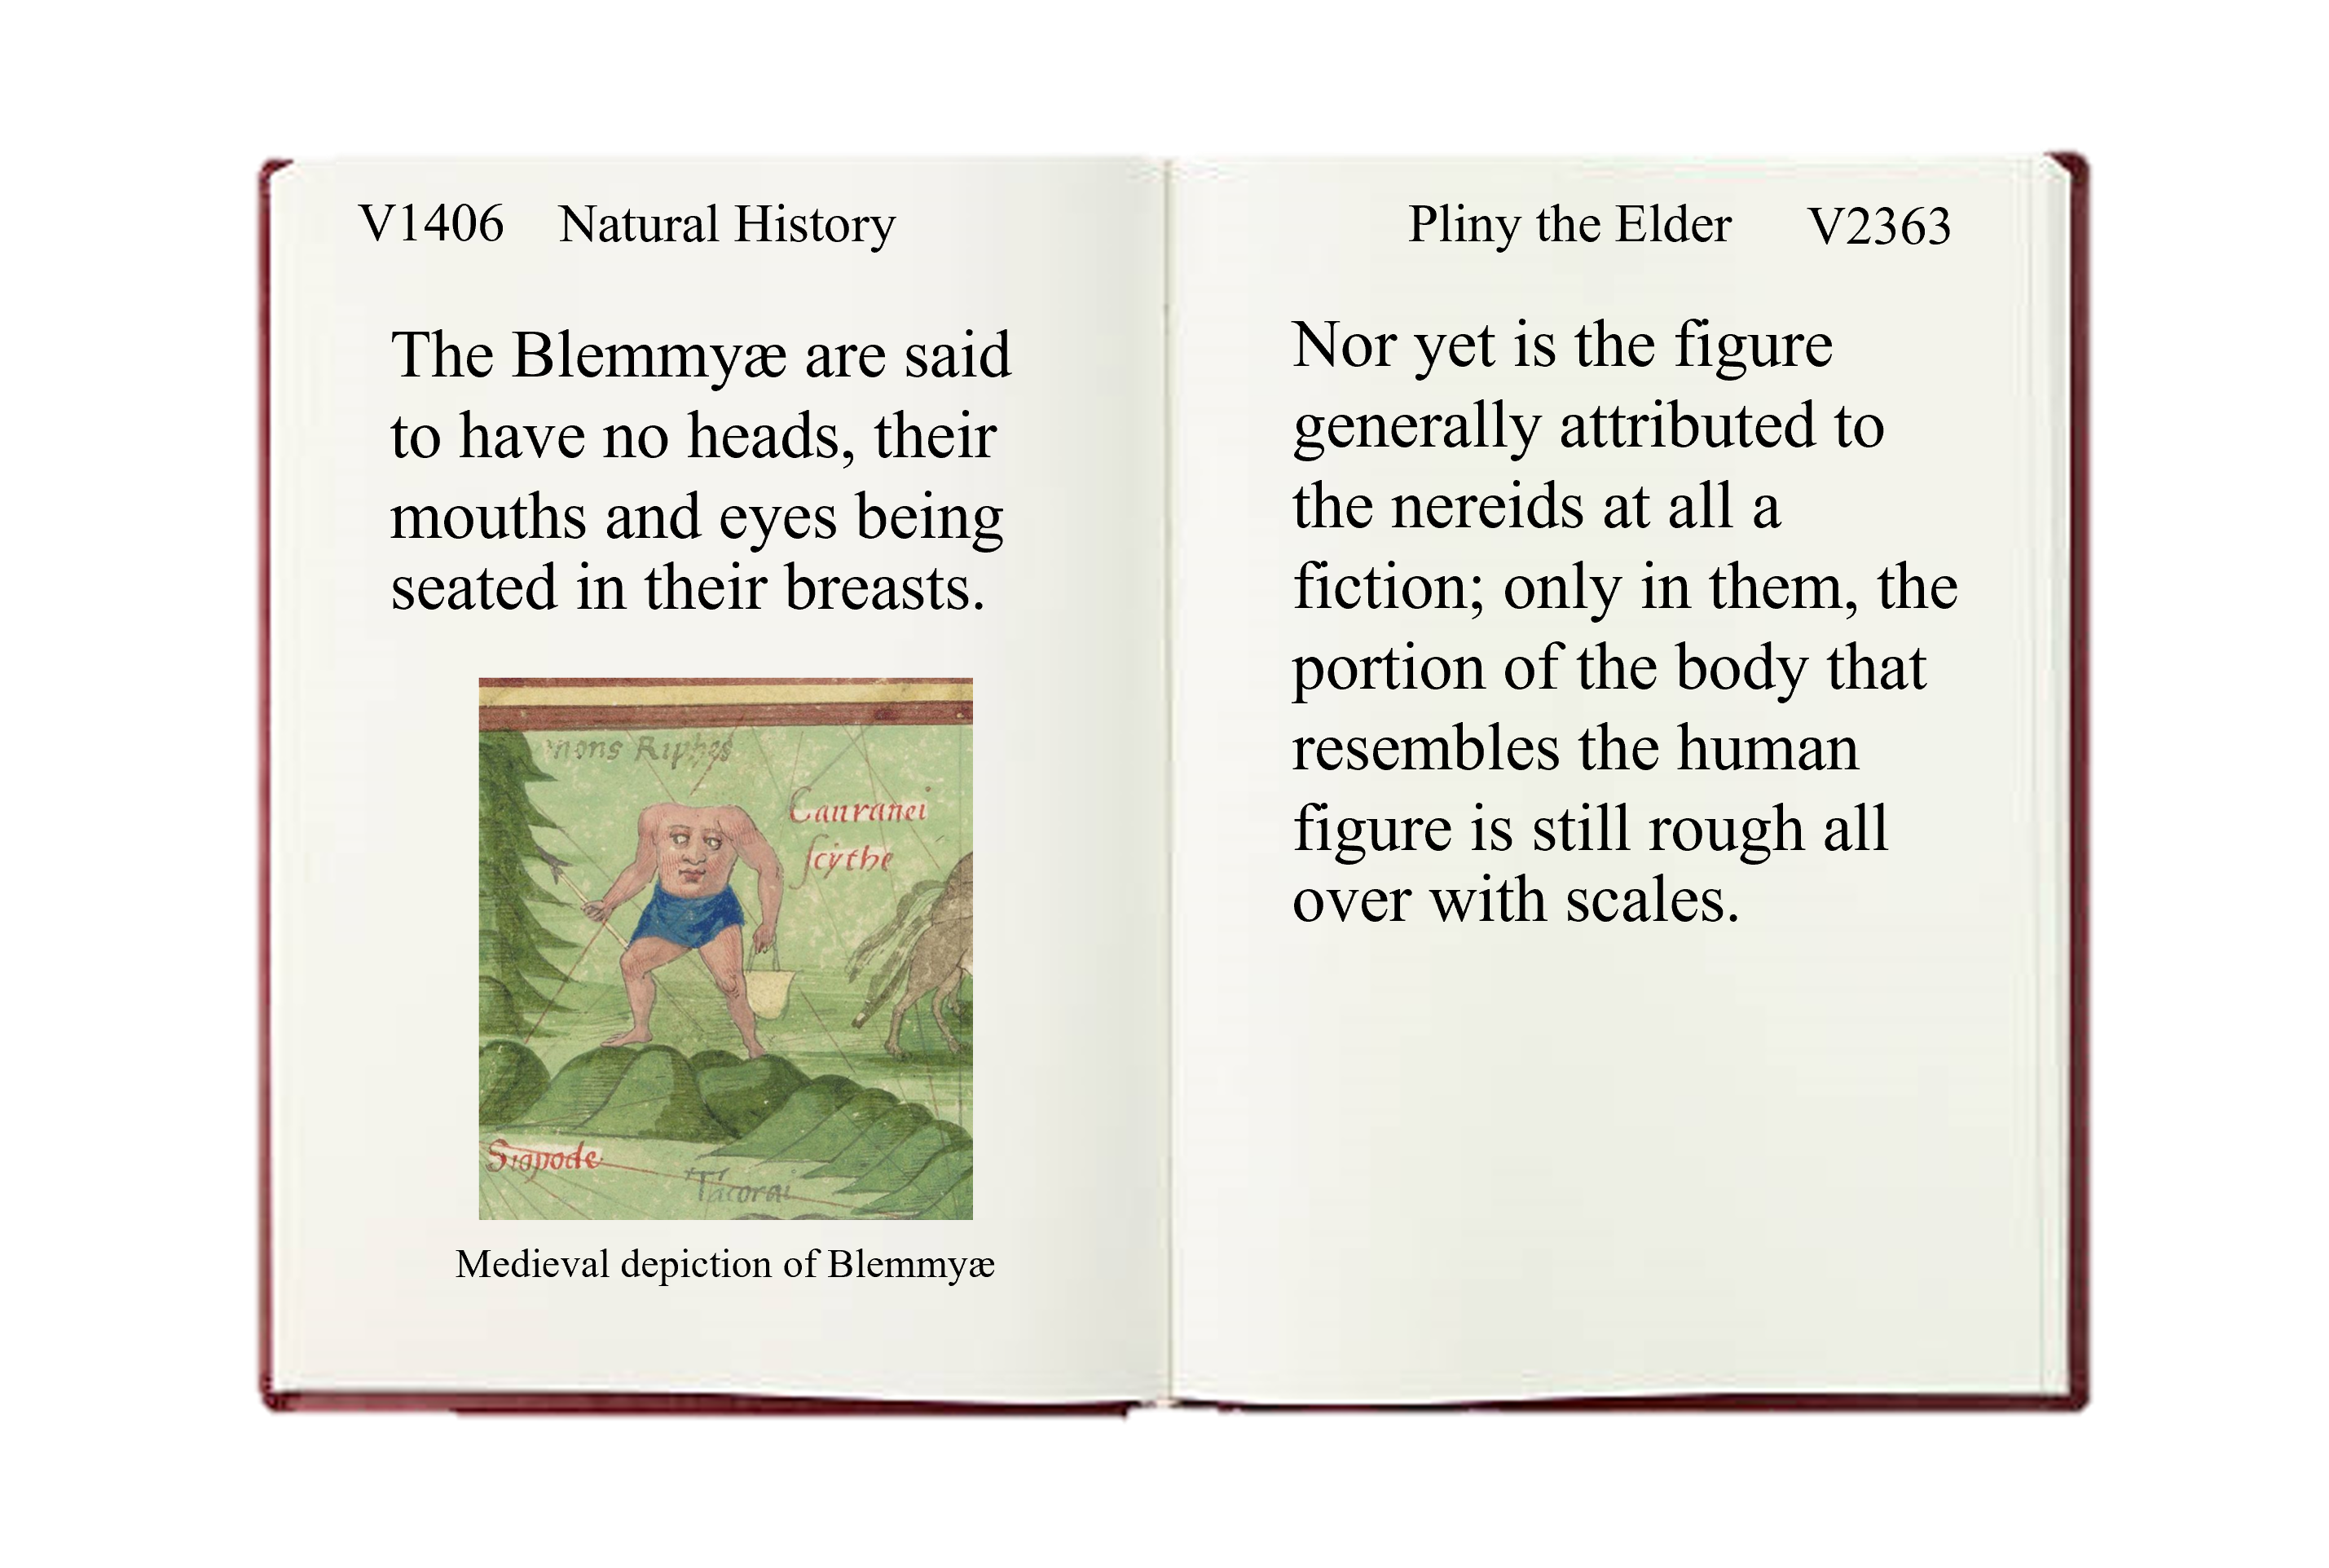 V1406 Natural History
The Blemmyæ are said
to have no heads, their
mouths and eyes being
seated in their breasts.
mons Riphes
Cauranei
scythe
Sigpode
Tacorai
Medieval depiction of Blemmyæ
Pliny the Elder V2363
Nor yet is the figure
generally attributed to
the nereids at all a
fiction; only in them, the
portion of the body that
resembles the human
figure is still rough all
over with scales.